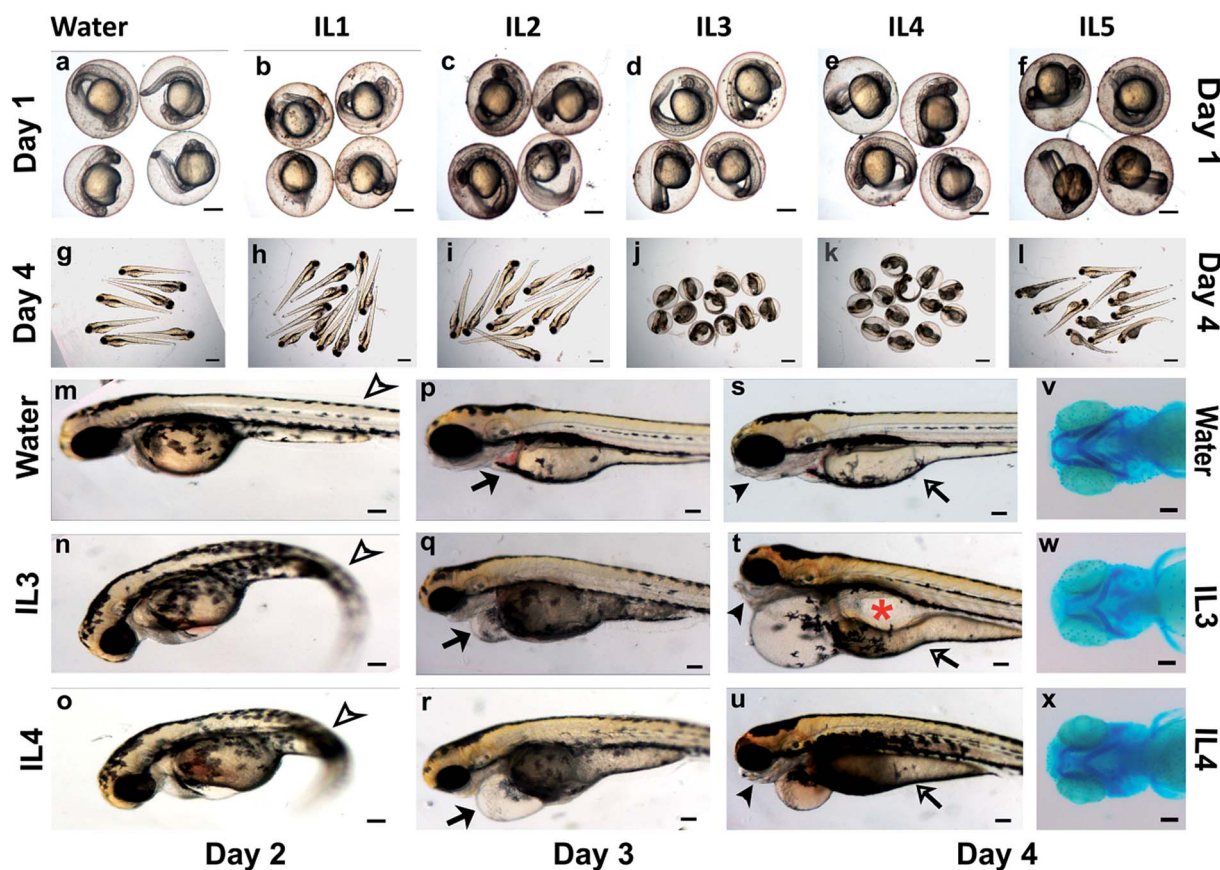 Water IL1 IL2 IL3 IL4 IL5
Day 1 a b c d e f Day 1
Day 4 g h i j k l Day 4
Water m p s v Water
IL3 n q t * w IL3
IL4 o r u x IL4
Day 2 Day 3 Day 4